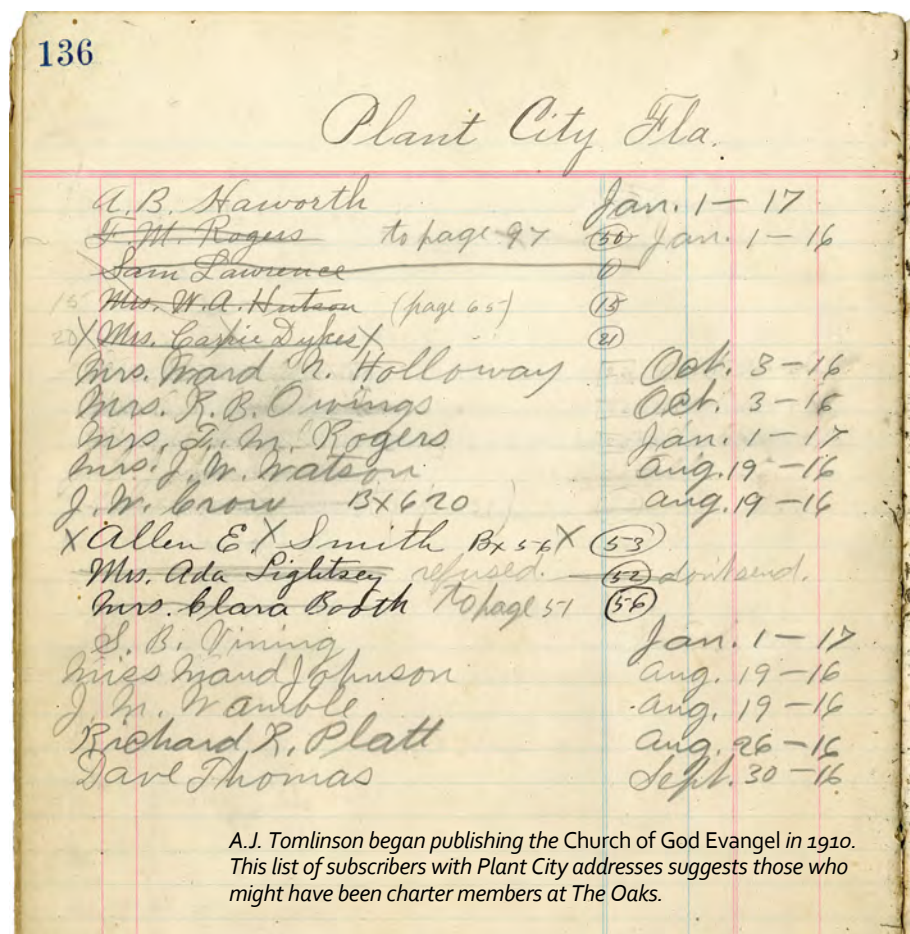 136
Plant City Fla.
A. B. Haworth Jan. 1 – 17
F. M. Rogers to page 97 50 Jan. 1 – 16
Sam Lawrence 0
15 Mrs. W. A. Hutson (page 65) 15
20 X Mrs. Carrie Dykes X 21
Mrs. Ward N. Holloway Oct. 3 – 16
Mrs. R. B. Owings Oct. 3 – 16
Mrs. F. M. Rogers Jan. 1 – 17
Mrs. J. W. Watson Aug. 19 – 16
J. W. Crow Bx 620 Aug. 19 – 16
X Allen E. X Smith Bx 56 X 53
Mrs. Ada Lightsey refused. 52 don't send.
Mrs. Clara Booth to page 51 56
S. B. Vining Jan. 1 – 17
Miss Maud Johnson Aug. 19 – 16
J. M. Wamble Aug. 19 – 16
Richard R. Platt Aug. 26 – 16
Dave Thomas Sept. 30 – 16
A.J. Tomlinson began publishing the Church of God Evangel in 1910.
This list of subscribers with Plant City addresses suggests those who
might have been charter members at The Oaks.